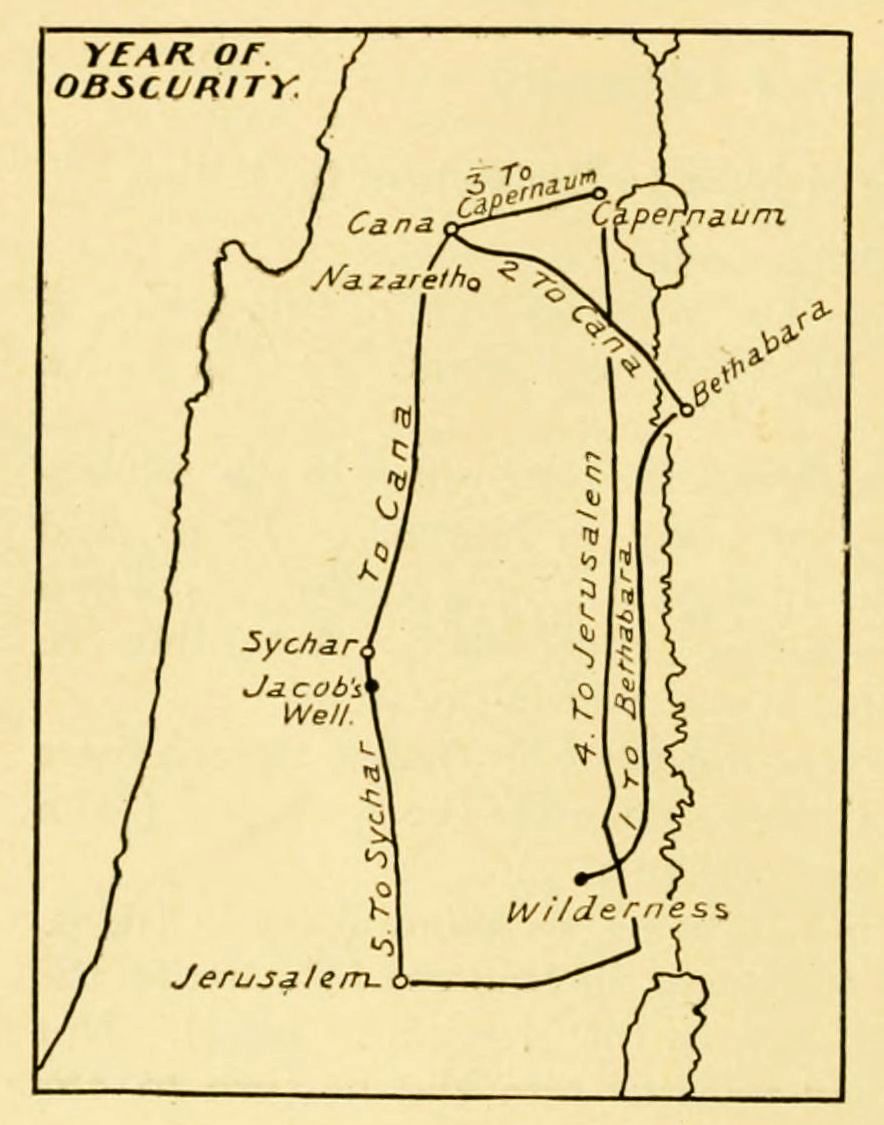 YEAR OF.
OBSCURITY.
3 To
Capernaum
Capernaum
Cana
Nazareth
2 To Cana
Bethabara
To Cana
4. To Jerusalem
1 To Bethabara
Sychar
Jacob's
Well.
5. To Sychar
Wilderness
Jerusalem